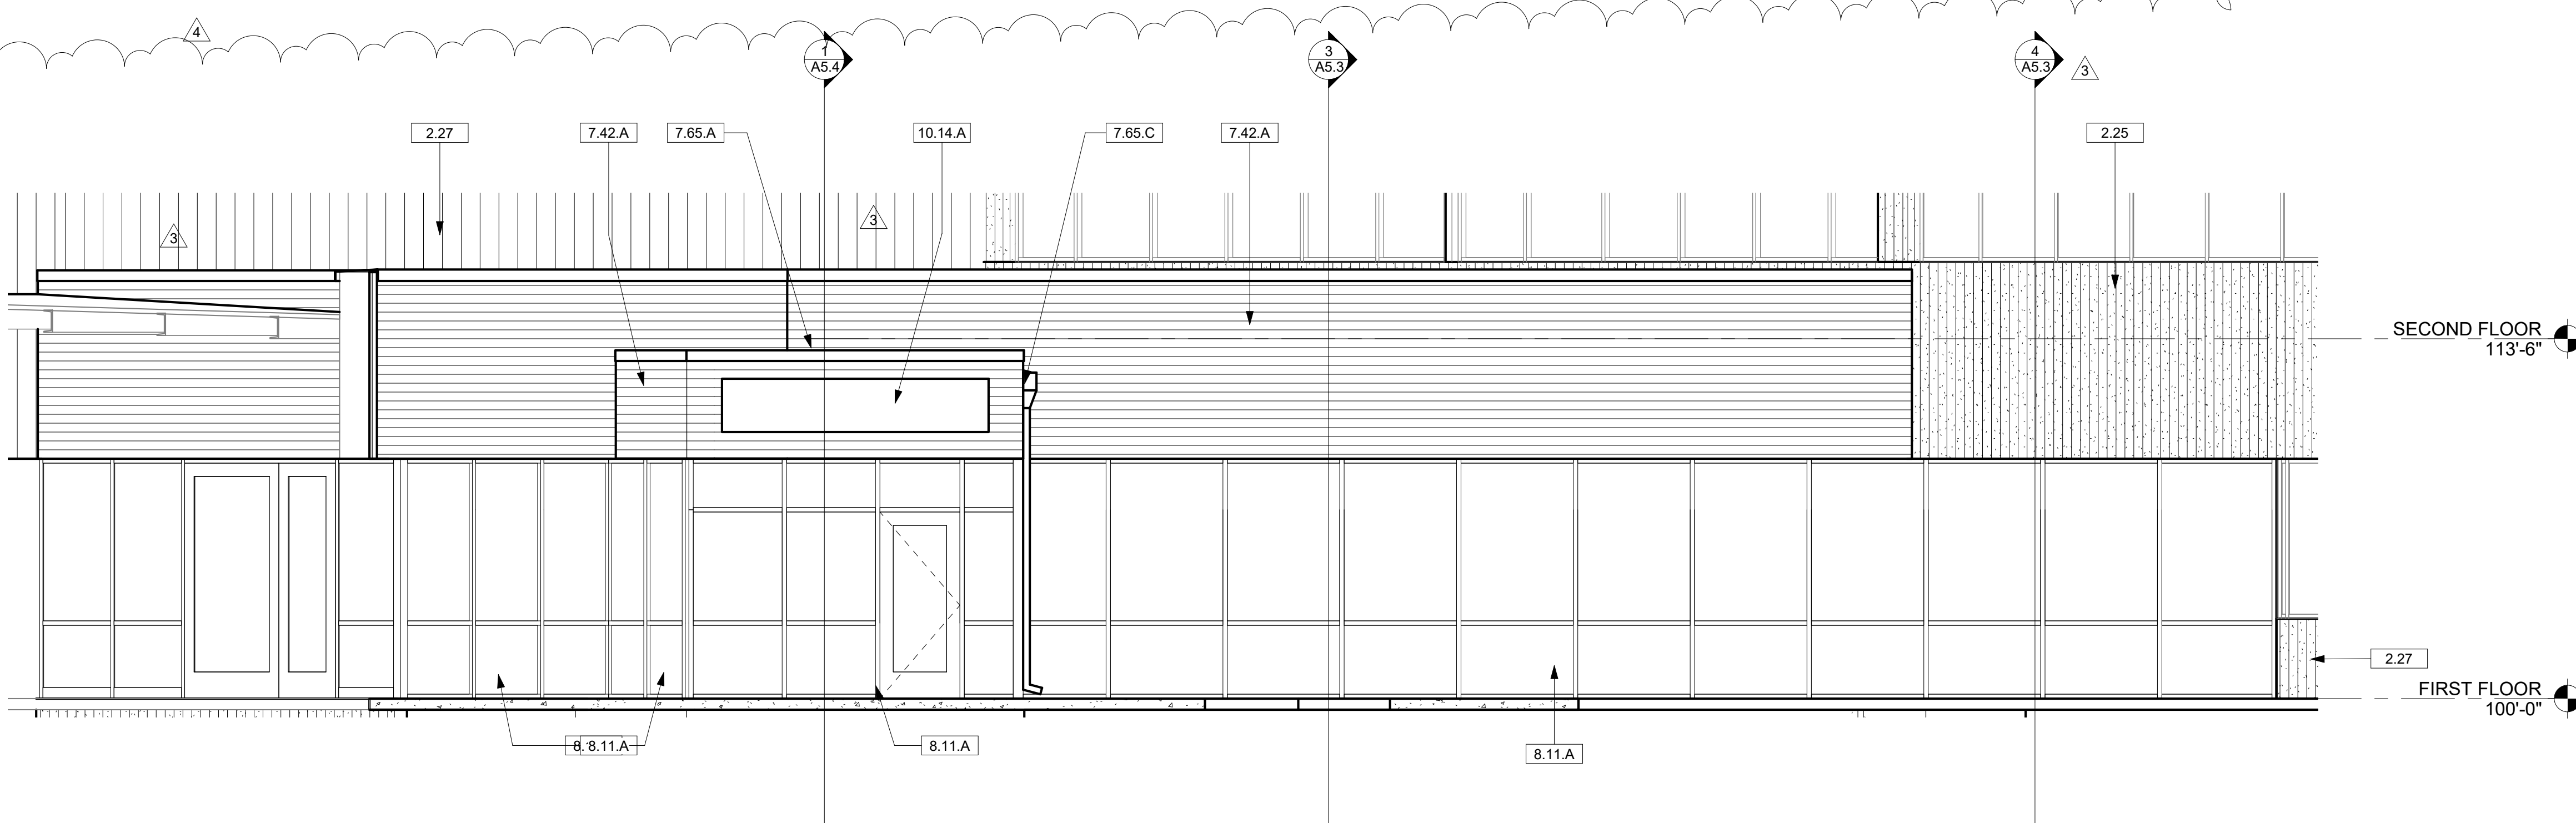 4
1
A5.4
3
A5.3
4
A5.3
3
2.27
7.42.A
7.65.A
10.14.A
7.65.C
7.42.A
2.25
3
3
SECOND FLOOR
113'-6"
2.27
FIRST FLOOR
100'-0"
8.11.A
8.11.A
8.11.A